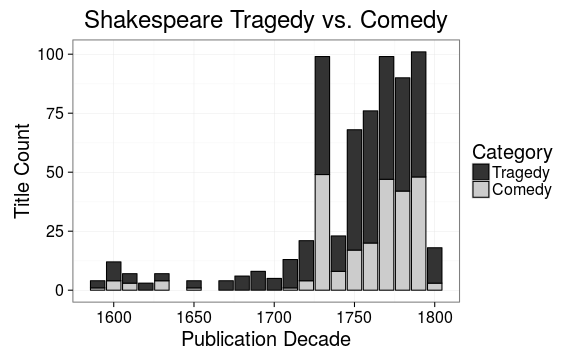 Shakespeare Tragedy vs. Comedy
100
75
50
25
0
Title Count
1600 1650 1700 1750 1800
Publication Decade
Category
Tragedy
Comedy